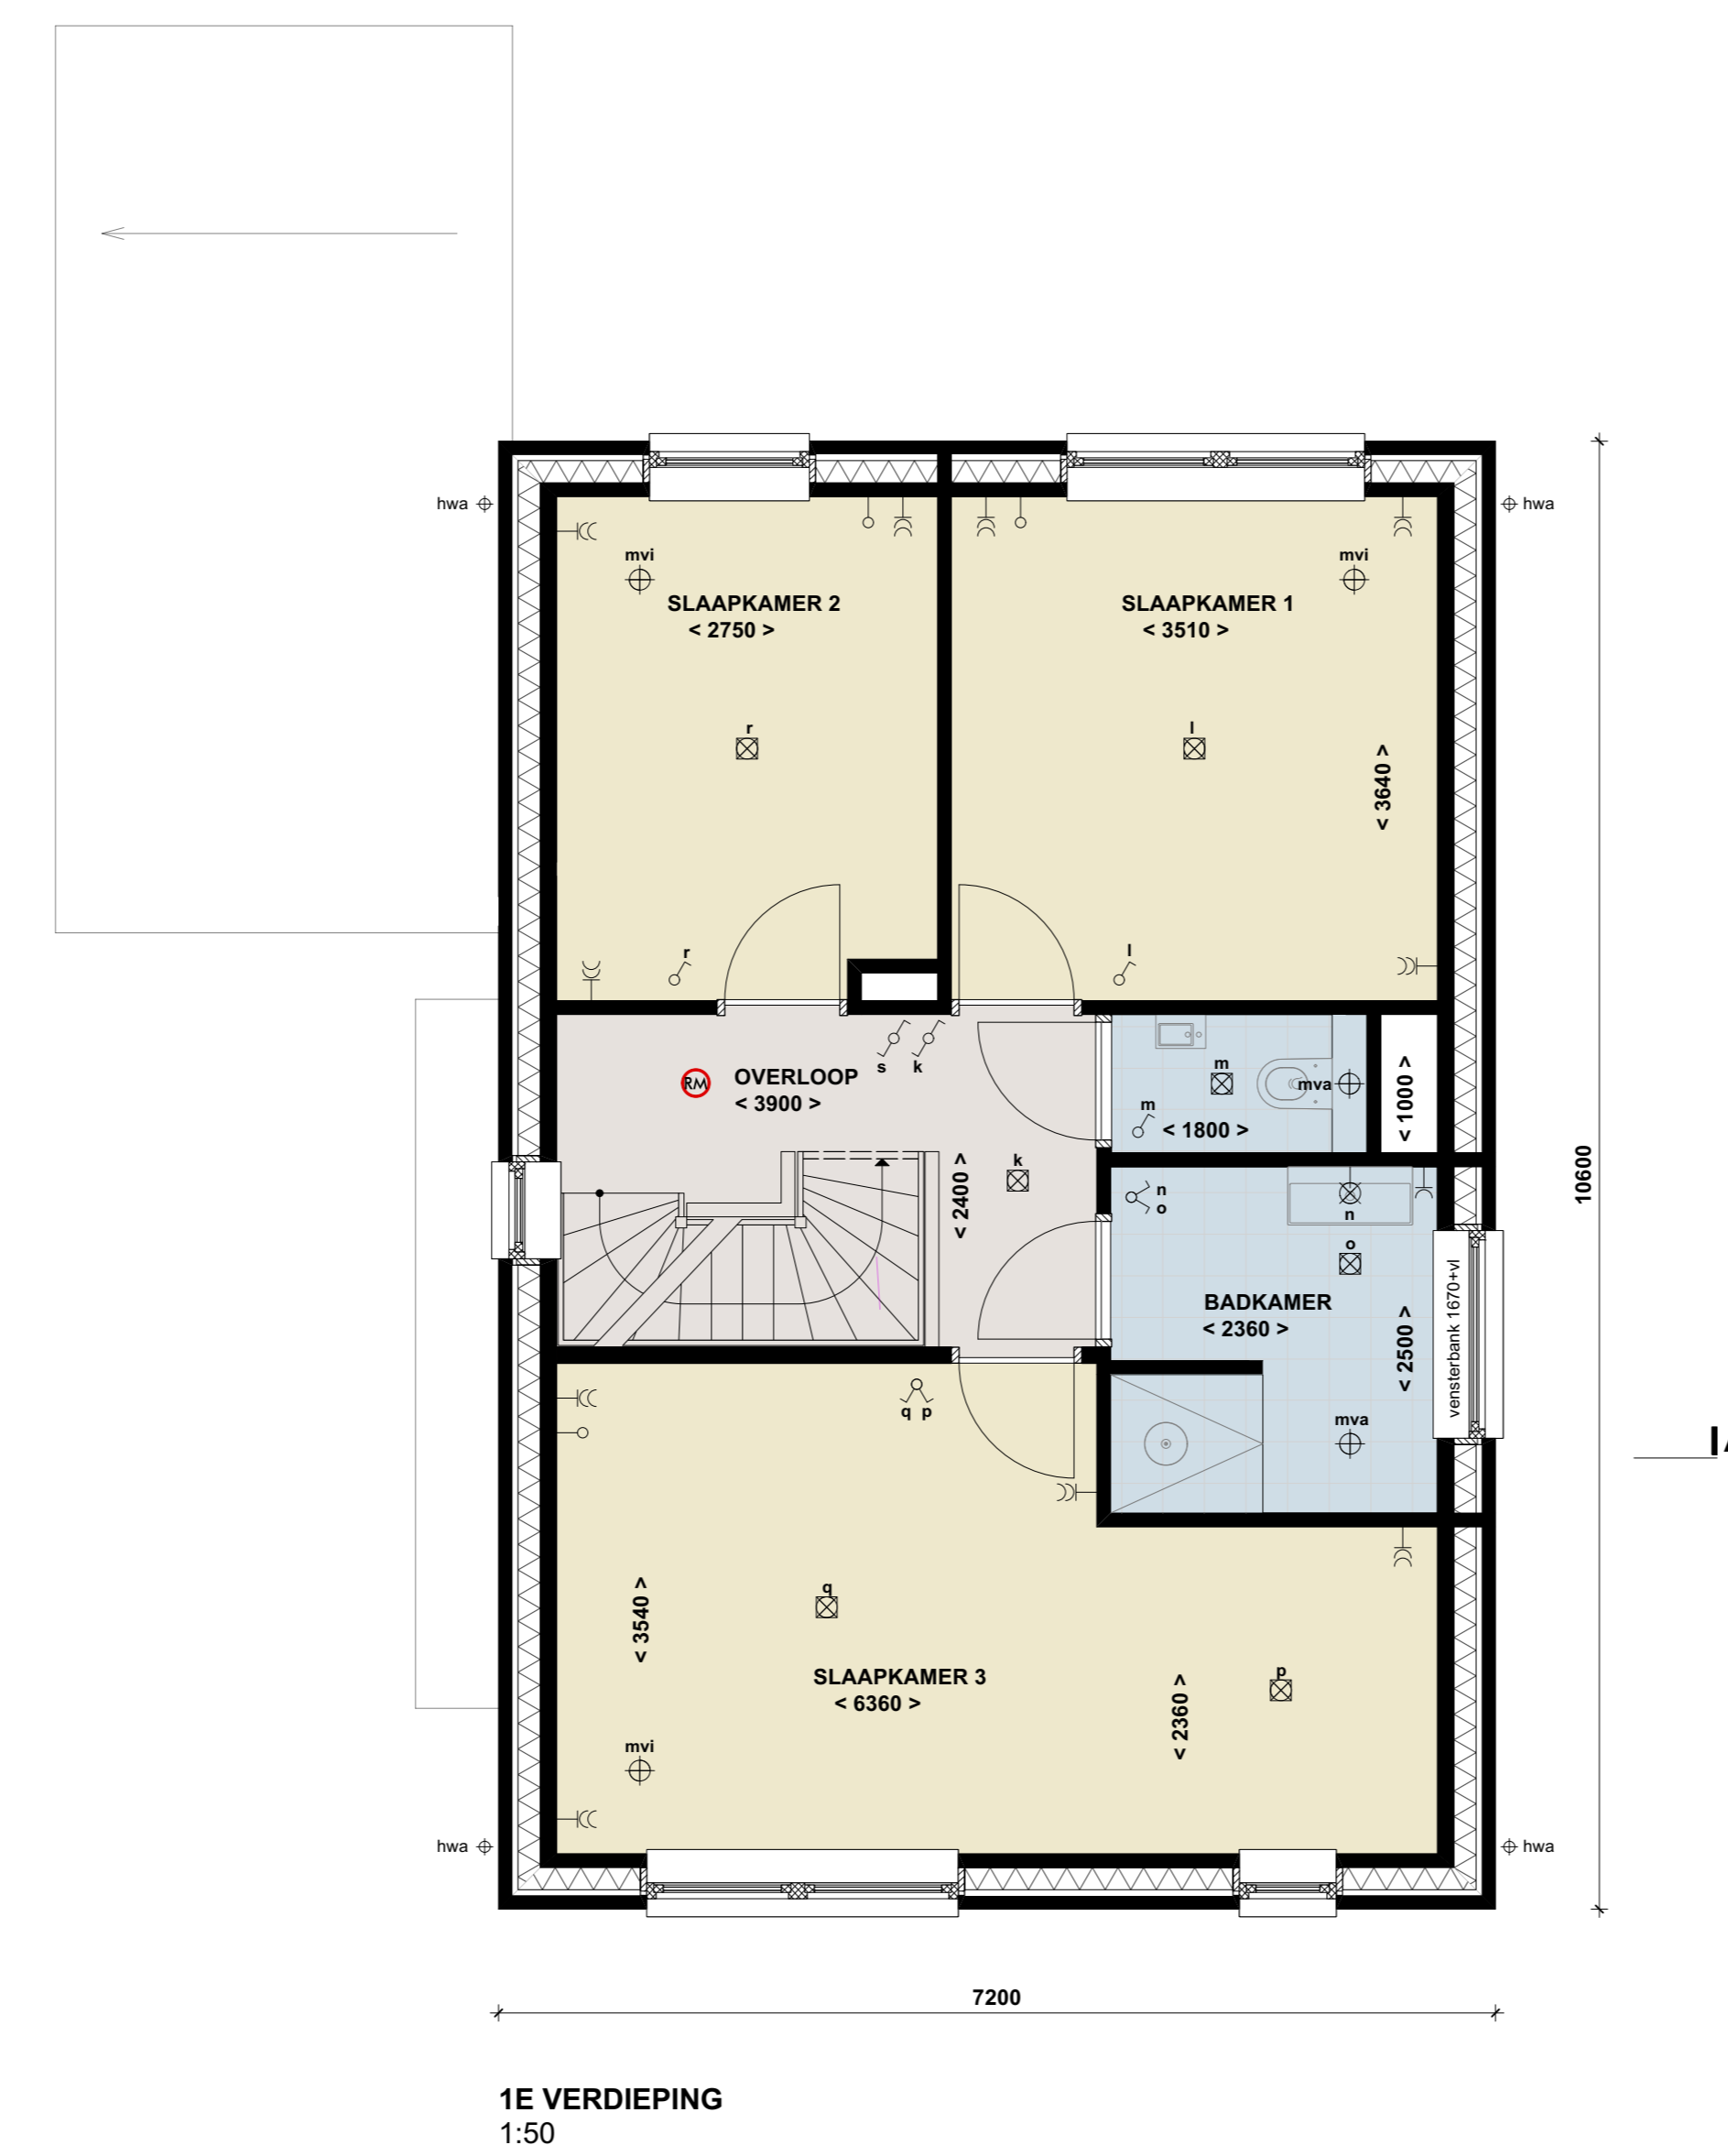 hwa
hwa
mvi
mvi
SLAAPKAMER 2
< 2750 >
SLAAPKAMER 1
< 3510 >
r
l
< 3640 >
r
l
s
k
RM
OVERLOOP
< 3900 >
m
mva
m
< 1800 >
< 1000 >
k
< 2400 >
n
o
n
o
BADKAMER
< 2360 >
< 2500 >
vensterbank 1670+vl
10600
mva
q p
q
< 3540 >
SLAAPKAMER 3
< 6360 >
p
< 2360 >
mvi
hwa
hwa
7200
1E VERDIEPING
1:50